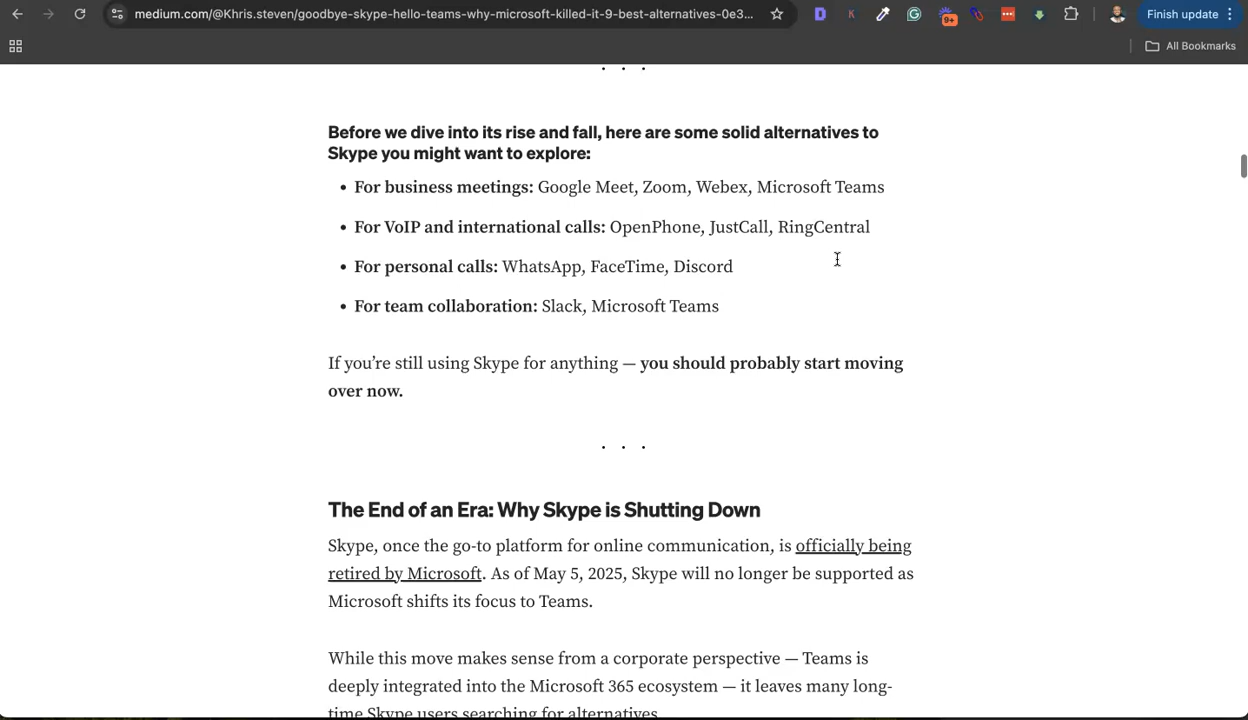 medium.com/@Khris.steven/goodbye-skype-hello-teams-why-microsoft-killed-it-9-best-alternatives-0e3...
9+
Finish update
All Bookmarks
. . .
Before we dive into its rise and fall, here are some solid alternatives to
Skype you might want to explore:
• For business meetings: Google Meet, Zoom, Webex, Microsoft Teams
• For VoIP and international calls: OpenPhone, JustCall, RingCentral
• For personal calls: WhatsApp, FaceTime, Discord
• For team collaboration: Slack, Microsoft Teams
If you’re still using Skype for anything — you should probably start moving
over now.
. . .
The End of an Era: Why Skype is Shutting Down
Skype, once the go-to platform for online communication, is officially being
retired by Microsoft. As of May 5, 2025, Skype will no longer be supported as
Microsoft shifts its focus to Teams.
While this move makes sense from a corporate perspective — Teams is
deeply integrated into the Microsoft 365 ecosystem — it leaves many long-
time Skype users searching for alternatives.